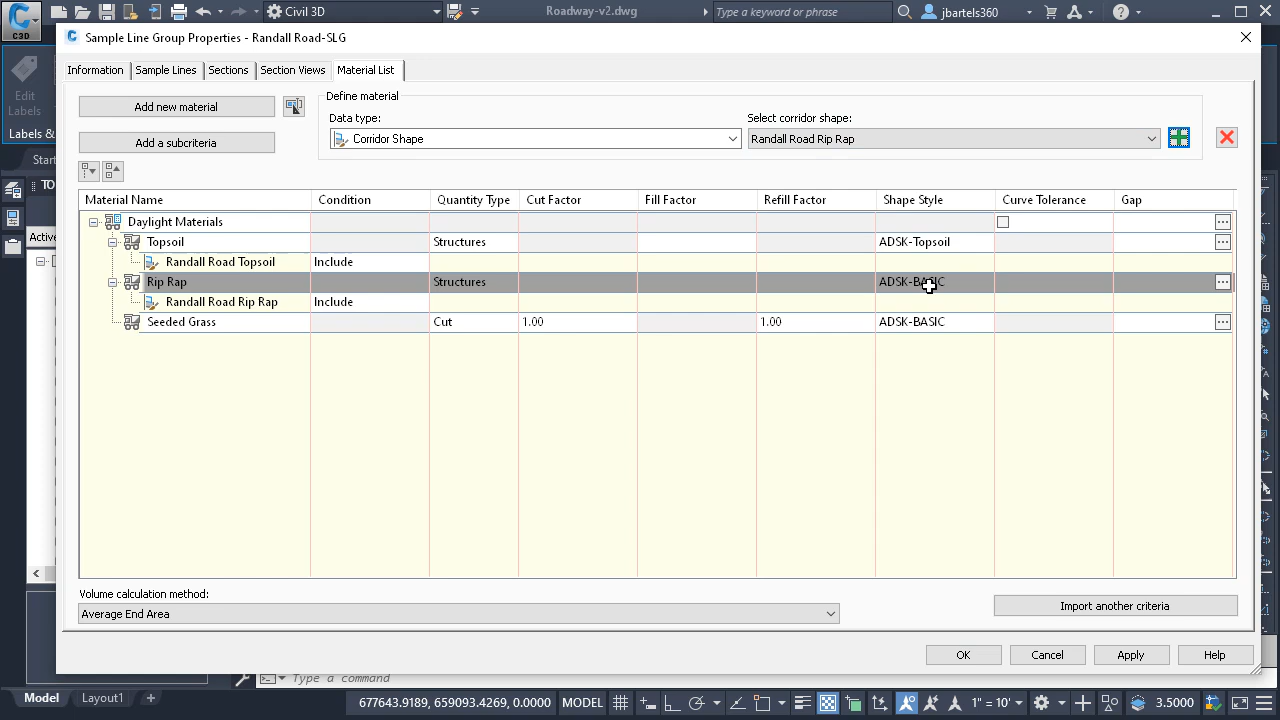 Civil 3D
Roadway-v2.dwg
Type a keyword or phrase
jbartels360
C3D
Sample Line Group Properties - Randall Road-SLG
Information
Sample Lines
Sections
Section Views
Material List
Edit
Labels
Labels &
Start
TO
Active
Add new material
Add a subcriteria
Define material
Data type:
Corridor Shape
Select corridor shape:
Randall Road Rip Rap
Material Name Condition Quantity Type Cut Factor Fill Factor Refill Factor Shape Style Curve Tolerance Gap
Daylight Materials ...
Topsoil Structures ADSK-Topsoil ...
Randall Road Topsoil Include
Rip Rap Structures ADSK-BASIC ...
Randall Road Rip Rap Include
Seeded Grass Cut 1.00 1.00 ADSK-BASIC ...
Volume calculation method:
Average End Area
Import another criteria
OK
Cancel
Apply
Help
Type a command
Model
Layout1
677643.9189, 659093.4269, 0.0000 MODEL
1" = 10'
3.5000